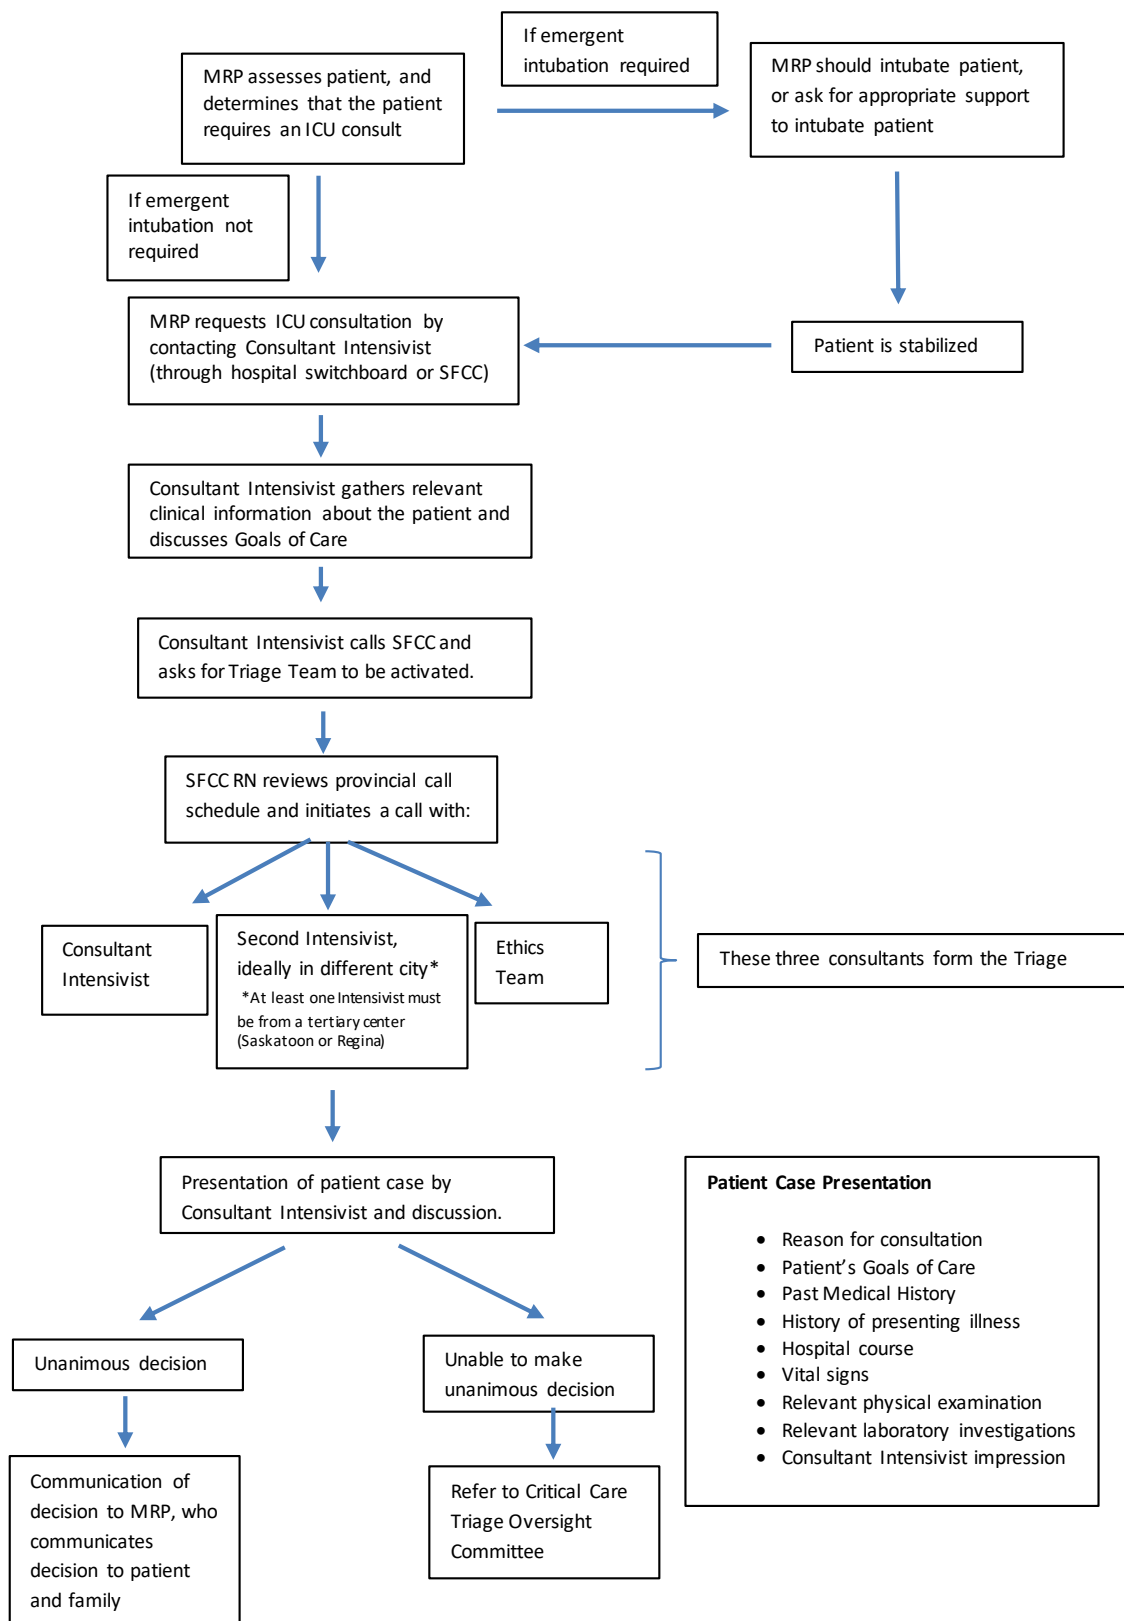 MRP assesses patient, and
determines that the patient
requires an ICU consult
If emergent
intubation required
MRP should intubate patient,
or ask for appropriate support
to intubate patient
If emergent
intubation not
required
MRP requests ICU consultation by
contacting Consultant Intensivist
(through hospital switchboard or SFCC)
Patient is stabilized
Consultant Intensivist gathers relevant
clinical information about the patient and
discusses Goals of Care
Consultant Intensivist calls SFCC and
asks for Triage Team to be activated.
SFCC RN reviews provincial call
schedule and initiates a call with:
Consultant
Intensivist
Second Intensivist,
ideally in different city*
*At least one Intensivist must
be from a tertiary center
(Saskatoon or Regina)
Ethics
Team
These three consultants form the Triage
Presentation of patient case by
Consultant Intensivist and discussion.
Patient Case Presentation
• Reason for consultation
• Patient’s Goals of Care
• Past Medical History
• History of presenting illness
• Hospital course
• Vital signs
• Relevant physical examination
• Relevant laboratory investigations
• Consultant Intensivist impression
Unanimous decision
Unable to make
unanimous decision
Communication of
decision to MRP, who
communicates
decision to patient
and family
Refer to Critical Care
Triage Oversight
Committee